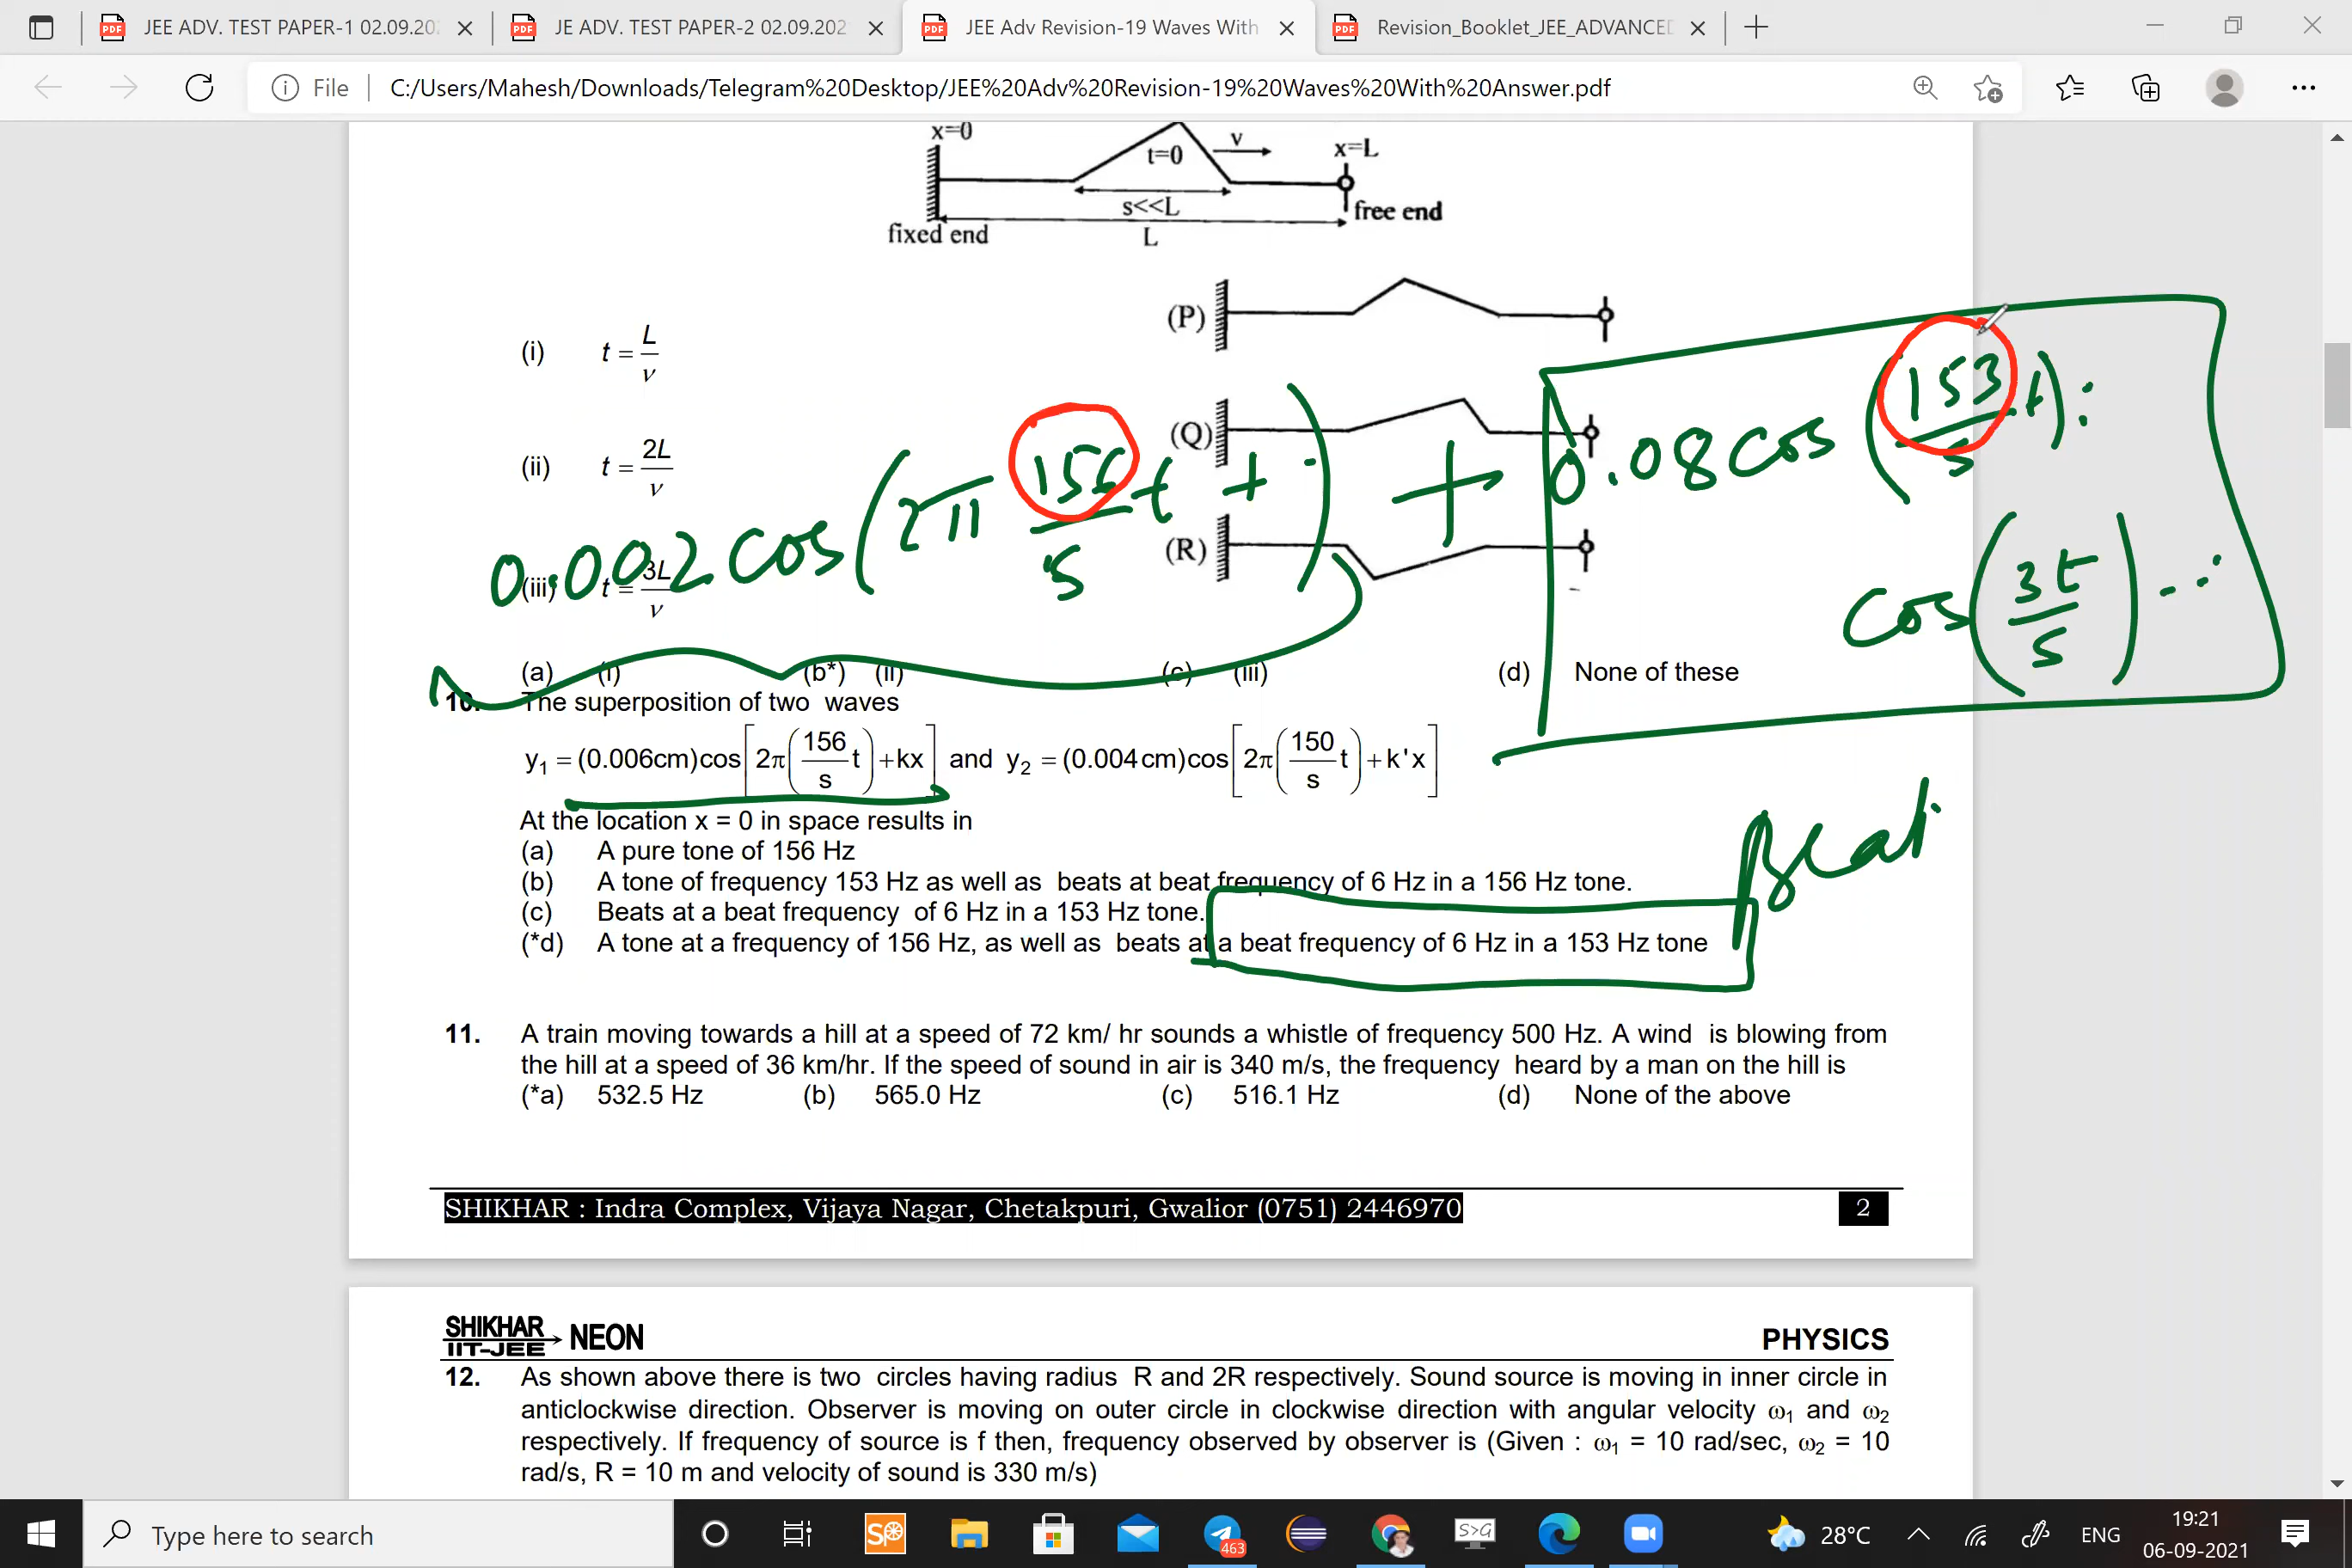 JEE ADV. TEST PAPER-1 02.09.20
JE ADV. TEST PAPER-2 02.09.202
JEE Adv Revision-19 Waves With
Revision_Booklet_JEE_ADVANCED
File
C:/Users/Mahesh/Downloads/Telegram%20Desktop/JEE%20Adv%20Revision-19%20Waves%20With%20Answer.pdf
x=0
t=0
v
x=L
s<<L
free end
fixed end
L
(P)
(i) t = L/ν
(Q)
(ii) t = 2L/ν
(R)
(iii) t = 3L/ν
0.002 cos (2π 156/s t + ·) + 0.08 cos (153/s t) :
cos (3t/s) ...
(a) (i) (b*) (ii) (c) (iii) (d) None of these
10. The superposition of two waves
y₁ = (0.006cm)cos[2π(156/s t)+kx] and y₂ = (0.004cm)cos[2π(150/s t)+k'x]
At the location x = 0 in space results in
(a) A pure tone of 156 Hz
(b) A tone of frequency 153 Hz as well as beats at beat frequency of 6 Hz in a 156 Hz tone.
(c) Beats at a beat frequency of 6 Hz in a 153 Hz tone.
(*d) A tone at a frequency of 156 Hz, as well as beats at a beat frequency of 6 Hz in a 153 Hz tone
Beat
11. A train moving towards a hill at a speed of 72 km/ hr sounds a whistle of frequency 500 Hz. A wind is blowing from
the hill at a speed of 36 km/hr. If the speed of sound in air is 340 m/s, the frequency heard by a man on the hill is
(*a) 532.5 Hz (b) 565.0 Hz (c) 516.1 Hz (d) None of the above
SHIKHAR : Indra Complex, Vijaya Nagar, Chetakpuri, Gwalior (0751) 2446970
2
SHIKHAR
IIT-JEE NEON
PHYSICS
12. As shown above there is two circles having radius R and 2R respectively. Sound source is moving in inner circle in
anticlockwise direction. Observer is moving on outer circle in clockwise direction with angular velocity ω₁ and ω₂
respectively. If frequency of source is f then, frequency observed by observer is (Given : ω₁ = 10 rad/sec, ω₂ = 10
rad/s, R = 10 m and velocity of sound is 330 m/s)
Type here to search
SP
463
S>G
28°C
ENG
19:21
06-09-2021